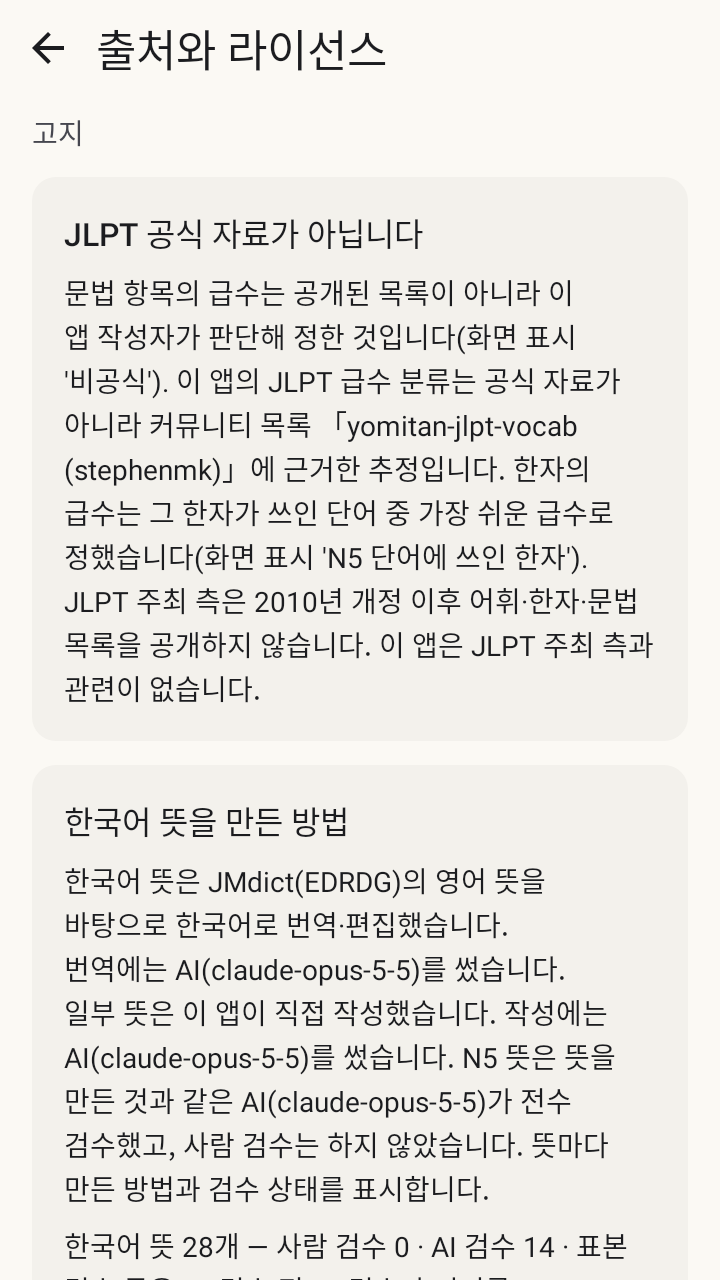 출처와 라이선스
고지
JLPT 공식 자료가 아닙니다
문법 항목의 급수는 공개된 목록이 아니라 이
앱 작성자가 판단해 정한 것입니다(화면 표시
'비공식'). 이 앱의 JLPT 급수 분류는 공식 자료가
아니라 커뮤니티 목록 「yomitan-jlpt-vocab
(stephenmk)」에 근거한 추정입니다. 한자의
급수는 그 한자가 쓰인 단어 중 가장 쉬운 급수로
정했습니다(화면 표시 'N5 단어에 쓰인 한자').
JLPT 주최 측은 2010년 개정 이후 어휘·한자·문법
목록을 공개하지 않습니다. 이 앱은 JLPT 주최 측과
관련이 없습니다.
한국어 뜻을 만든 방법
한국어 뜻은 JMdict(EDRDG)의 영어 뜻을
바탕으로 한국어로 번역·편집했습니다.
번역에는 AI(claude-opus-5-5)를 썼습니다.
일부 뜻은 이 앱이 직접 작성했습니다. 작성에는
AI(claude-opus-5-5)를 썼습니다. N5 뜻은 뜻을
만든 것과 같은 AI(claude-opus-5-5)가 전수
검수했고, 사람 검수는 하지 않았습니다. 뜻마다
만든 방법과 검수 상태를 표시합니다.
한국어 뜻 28개 — 사람 검수 0 · AI 검수 14 · 표본